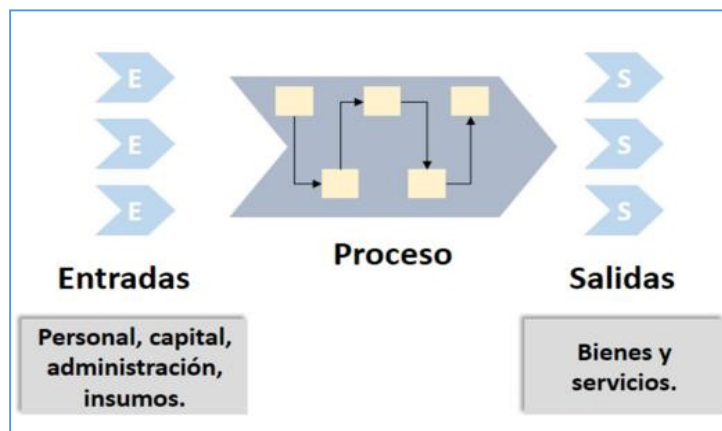 E
E
E
S
S
S
Entradas
Proceso
Salidas
Personal, capital,
administración,
insumos.
Bienes y
servicios.